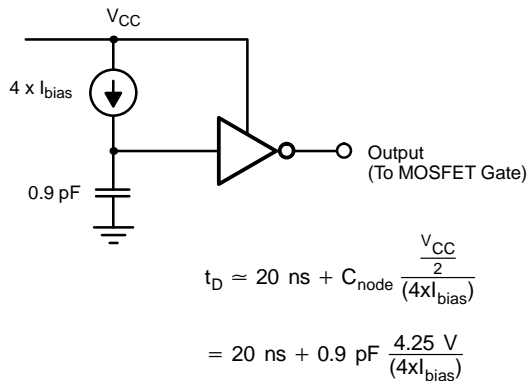 V_CC
4 x I_bias
0.9 pF
Output
(To MOSFET Gate)
t_D ≃ 20 ns + C_node (V_CC/2)/(4xI_bias)
= 20 ns + 0.9 pF 4.25 V/(4xI_bias)